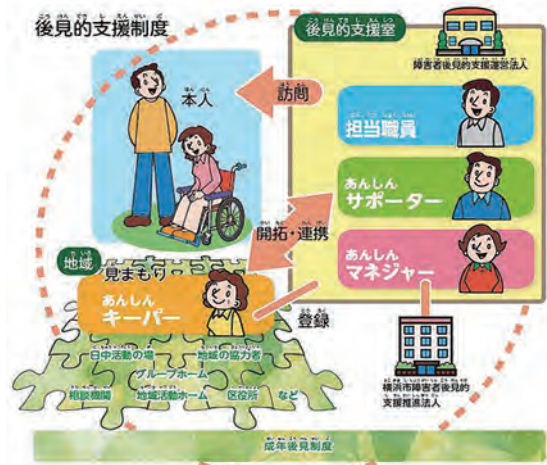 後見的支援制度
後見的支援室
障害者後見的支援運営法人
本人
訪問
担当職員
あんしん
サポーター
開拓・連携
あんしん
マネジャー
地域
見まもり
あんしん
キーパー
登録
日中活動の場
地域の協力者
グループホーム
相談機関
地域活動ホーム
区役所
など
横浜市障害者後見的
支援推進法人
成年後見制度